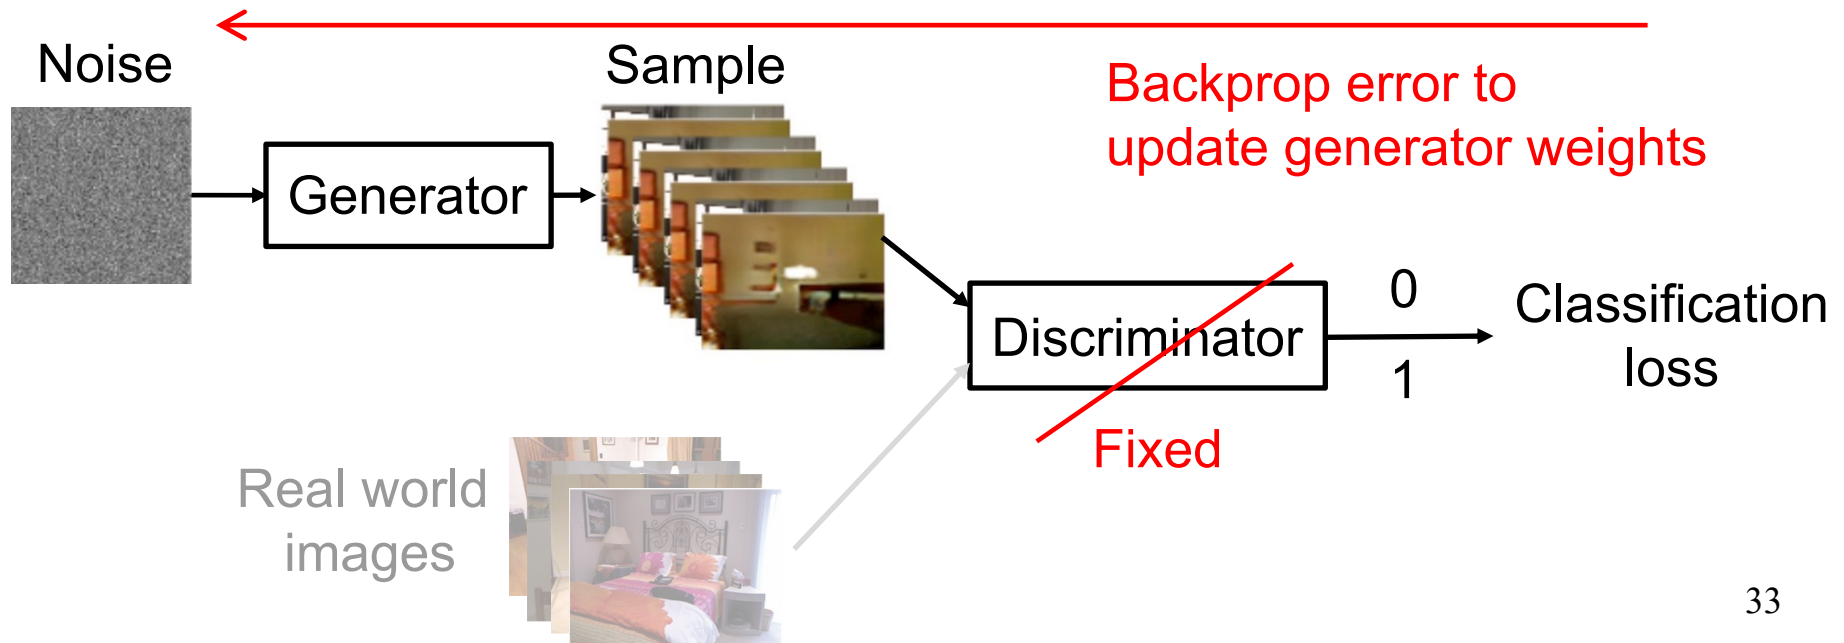 Noise
Sample
Backprop error to
update generator weights
Generator
Discriminator
0
1
Classification
loss
Fixed
Real world
images
33